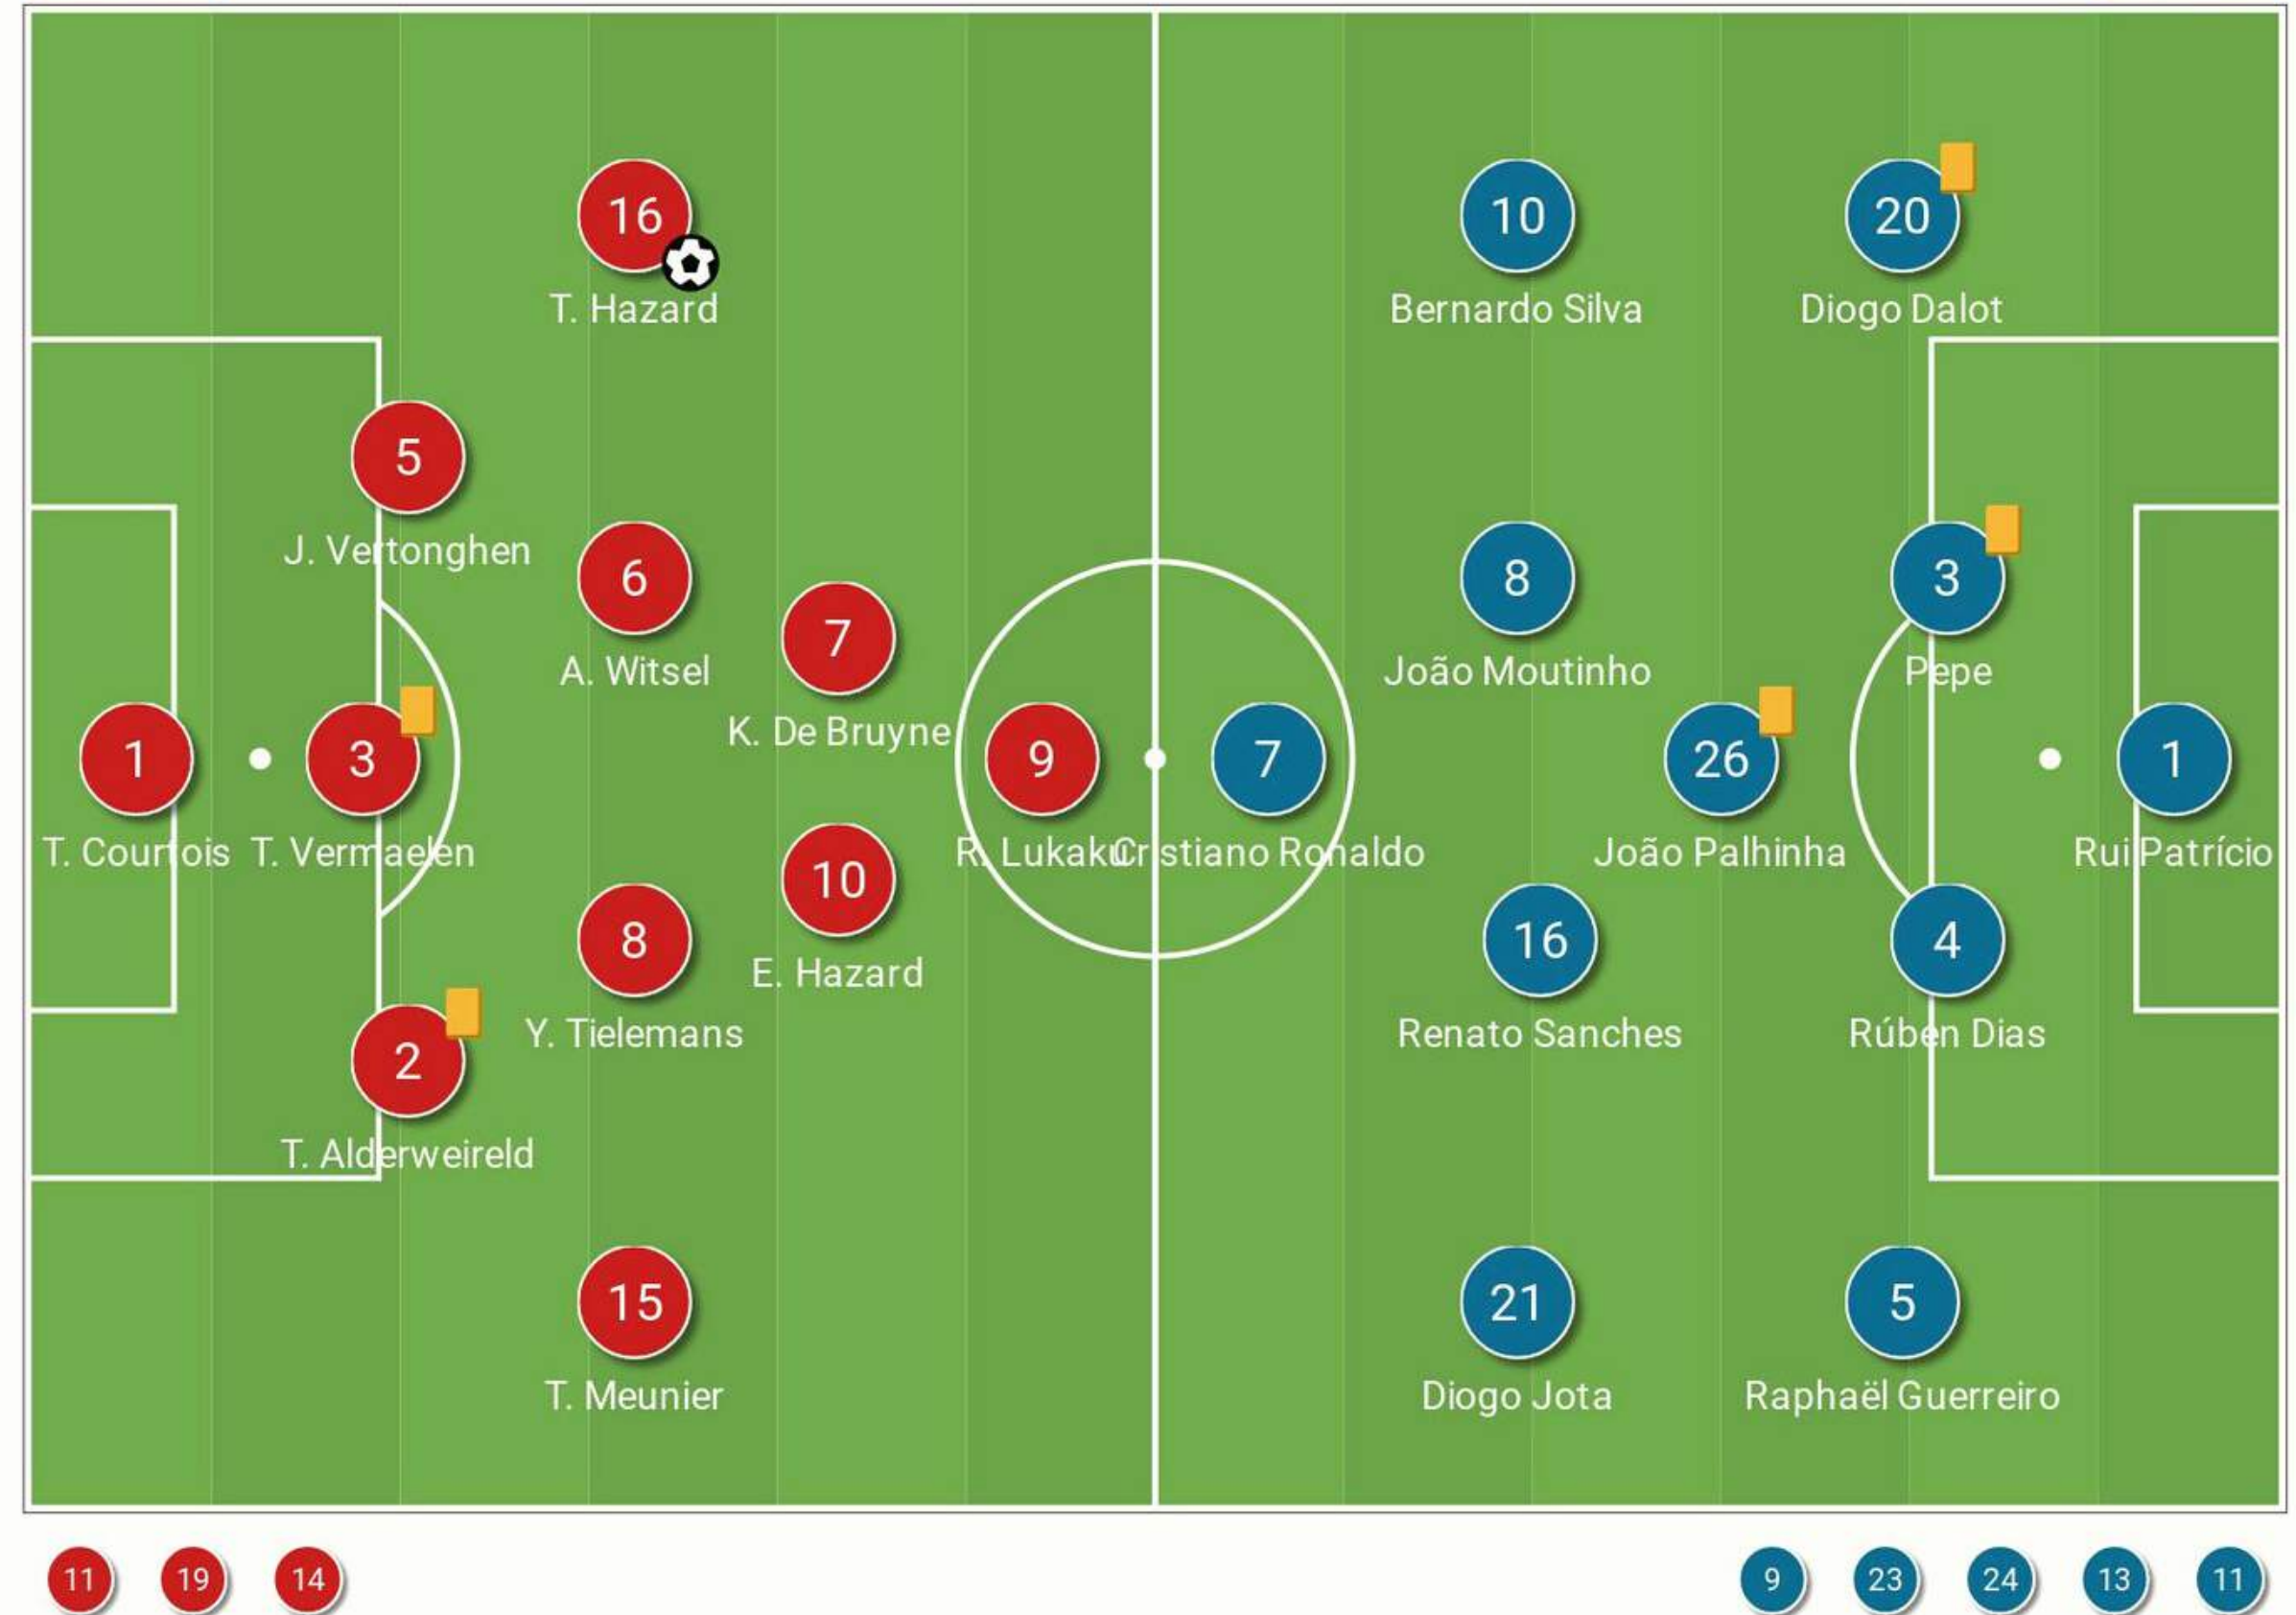 16
T. Hazard
10
Bernardo Silva
20
Diogo Dalot
5
J. Vertonghen
6
A. Witsel
7
K. De Bruyne
8
João Moutinho
3
Pepe
1
T. Courtois
3
T. Vermaelen
9
R. Lukaku
7
Cristiano Ronaldo
26
João Palhinha
1
Rui Patrício
10
E. Hazard
8
Y. Tielemans
16
Renato Sanches
4
Rúben Dias
2
T. Alderweireld
15
T. Meunier
21
Diogo Jota
5
Raphaël Guerreiro
11 19 14
9 23 24 13 11